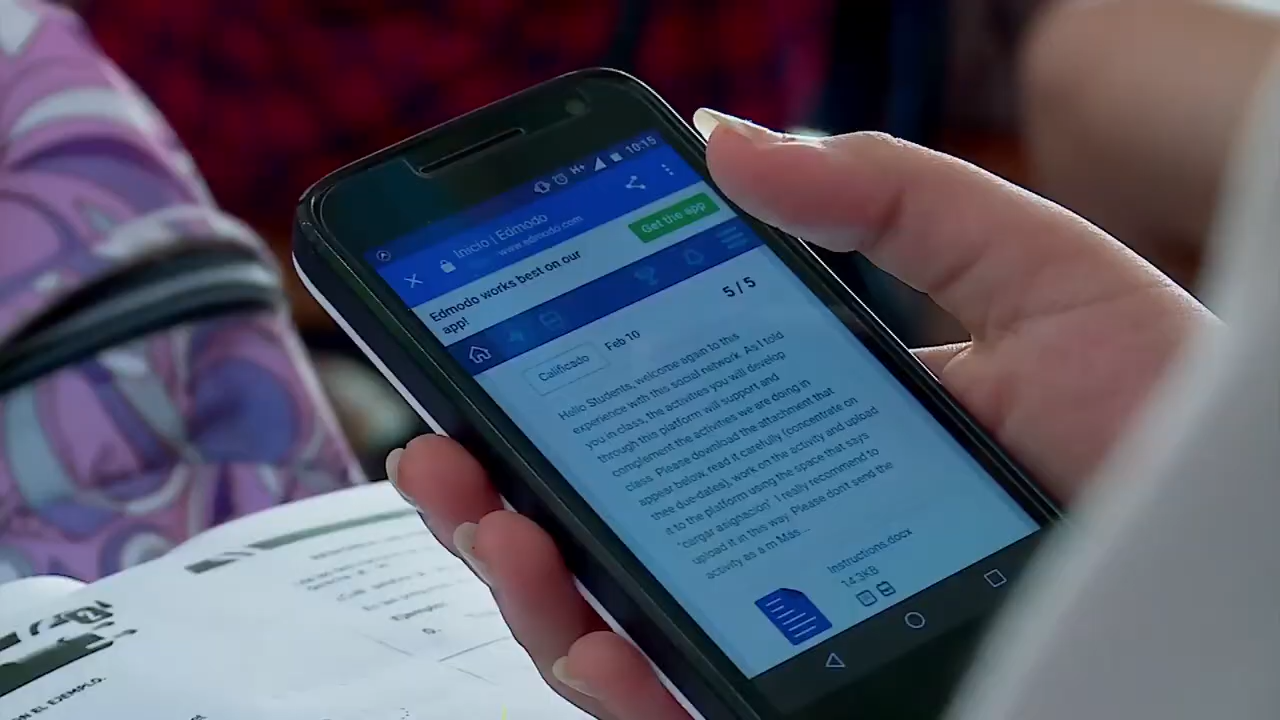 10:15
H+
Inicio | Edmodo
www.edmodo.com
Edmodo works best on our
app!
Get the app
5 / 5
Calificado
Feb 10
Hello Students, welcome again to this
experience with this social network. As I told
you in class, the activities you will develop
through this platform will support and
complement the activities we are doing in
class. Please download the attachment that
appear below, read it carefully (concentrate on
thee due-dates), work on the activity and upload
it to the platform using the space that says
"cargar asignación". I really recommend to
upload it in this way. Please don't send the
activity as a m Más...
Instructions.docx
14.3KB
EL EJEMPLO.